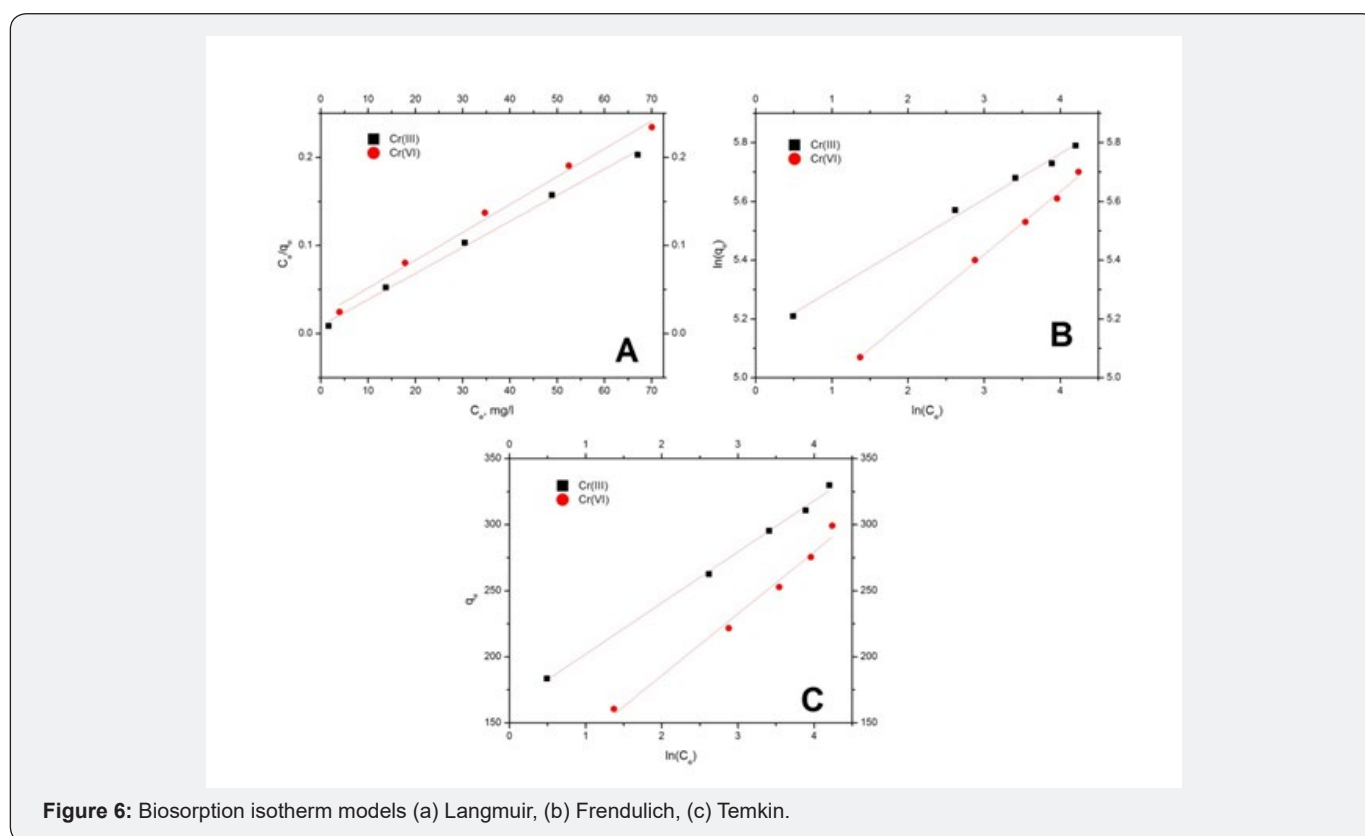 0 10 20 30 40 50 60 70
Cr(III)
Cr(VI)
0.2
0.1
0.0
0.2
0.1
0.0
Cₑ/qₑ
A
0 10 20 30 40 50 60 70
Cₑ, mg/l
0 1 2 3 4
Cr(III)
Cr(VI)
5.8
5.6
5.4
5.2
5.0
5.8
5.6
5.4
5.2
5.0
ln(qₑ)
B
0 1 2 3 4
ln(Cₑ)
0 1 2 3 4
Cr(III)
Cr(VI)
350
300
250
200
150
350
300
250
200
150
qₑ
C
0 1 2 3 4
ln(Cₑ)
Figure 6: Biosorption isotherm models (a) Langmuir, (b) Frendulich, (c) Temkin.